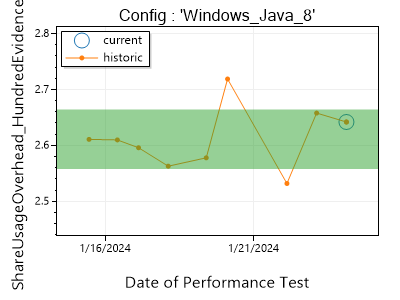 Config : 'Windows_Java_8'
current
historic
2.8
2.7
2.6
2.5
1/16/2024
1/21/2024
Date of Performance Test
ShareUsageOverhead_HundredEvidence